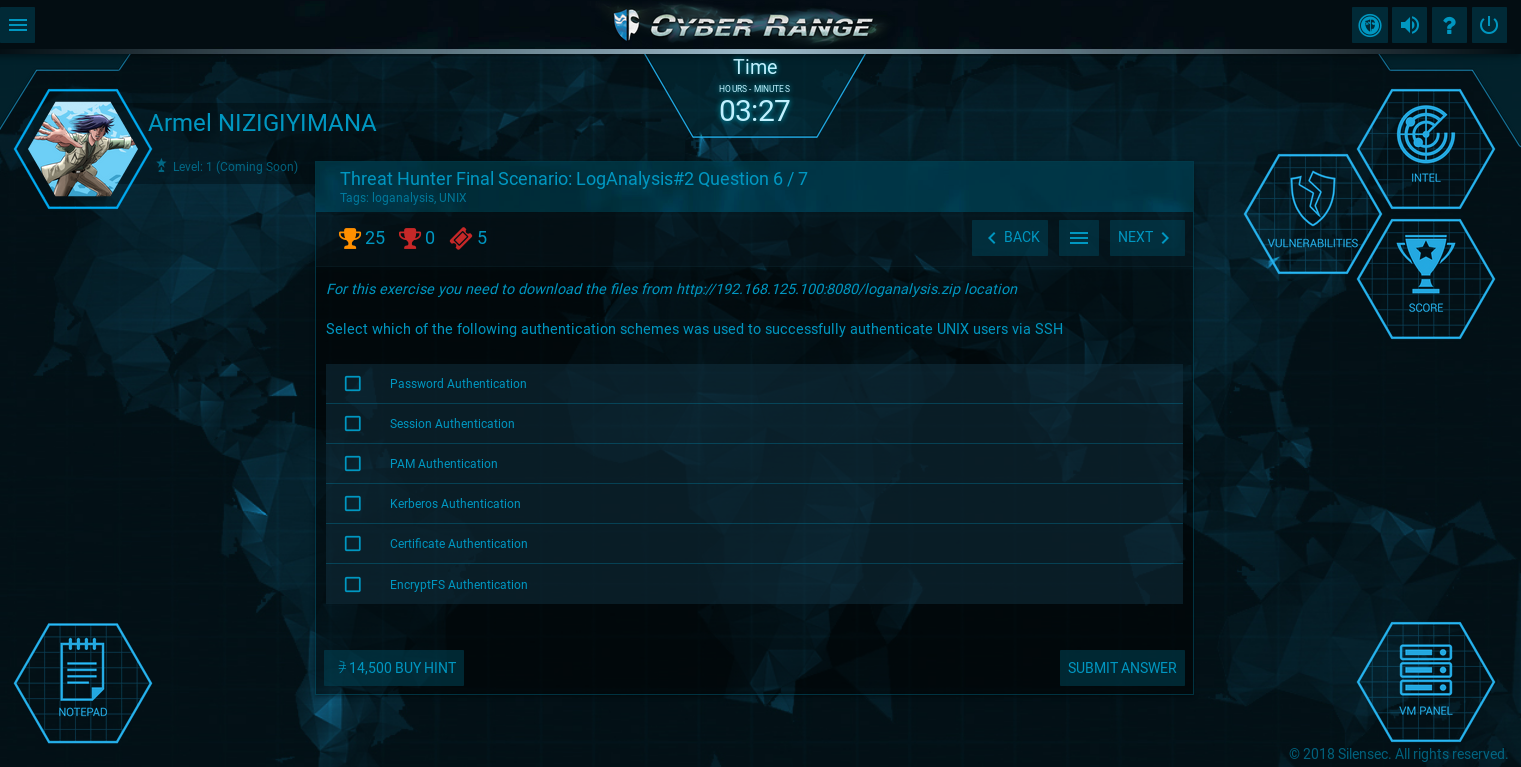 CYBER RANGE
Time
HOURS - MINUTES
03:27
Armel NIZIGIYIMANA
Level: 1 (Coming Soon)
Threat Hunter Final Scenario: LogAnalysis#2 Question 6 / 7
Tags: loganalysis, UNIX
25 0 5
BACK
NEXT
For this exercise you need to download the files from http://192.168.125.100:8080/loganalysis.zip location
Select which of the following authentication schemes was used to successfully authenticate UNIX users via SSH
Password Authentication
Session Authentication
PAM Authentication
Kerberos Authentication
Certificate Authentication
EncryptFS Authentication
14,500 BUY HINT
SUBMIT ANSWER
INTEL
VULNERABILITIES
SCORE
NOTEPAD
VM PANEL
© 2018 Silensec. All rights reserved.